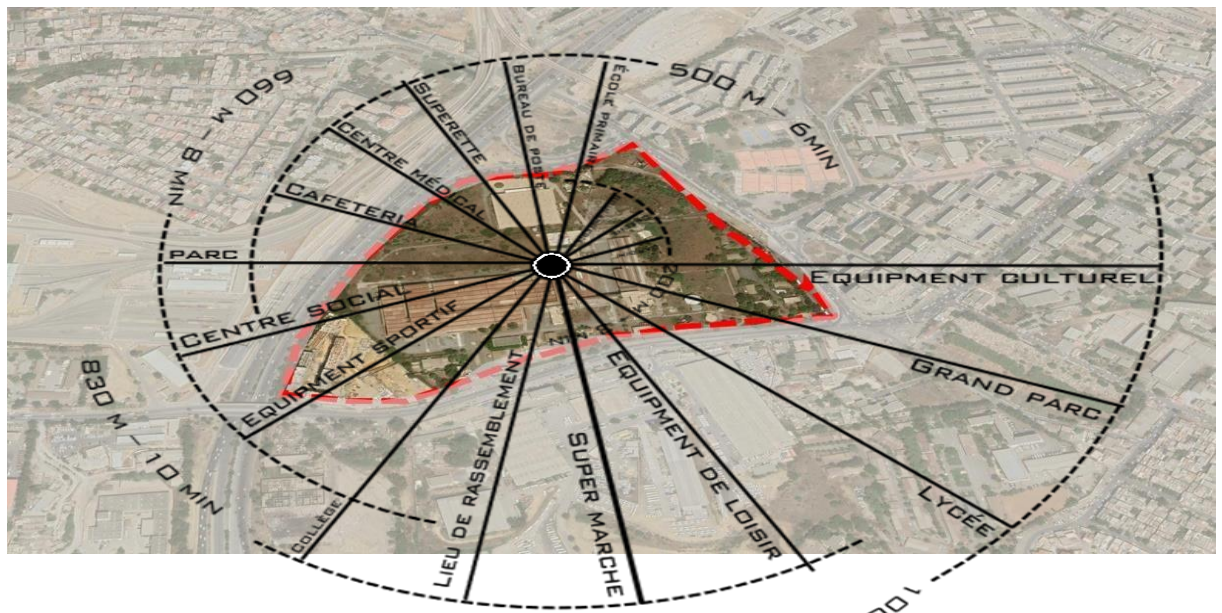 660 M – 8 MIN
SUPERETTE
BUREAU DE POSTE
ÉCOLE PRIMAIRE
500 M – 6MIN
CENTRE MÉDICAL
CAFETERIA
PARC
EQUIPMENT CULTUREL
CENTRE SOCIAL
EQUIPMENT SPORTIF
830 M – 10 MIN
COLLÈGE
LIEU DE RASSEMBLEMENT
SUPER MARCHE
EQUIPMENT DE LOISIR
LYCÉE
GRAND PARC